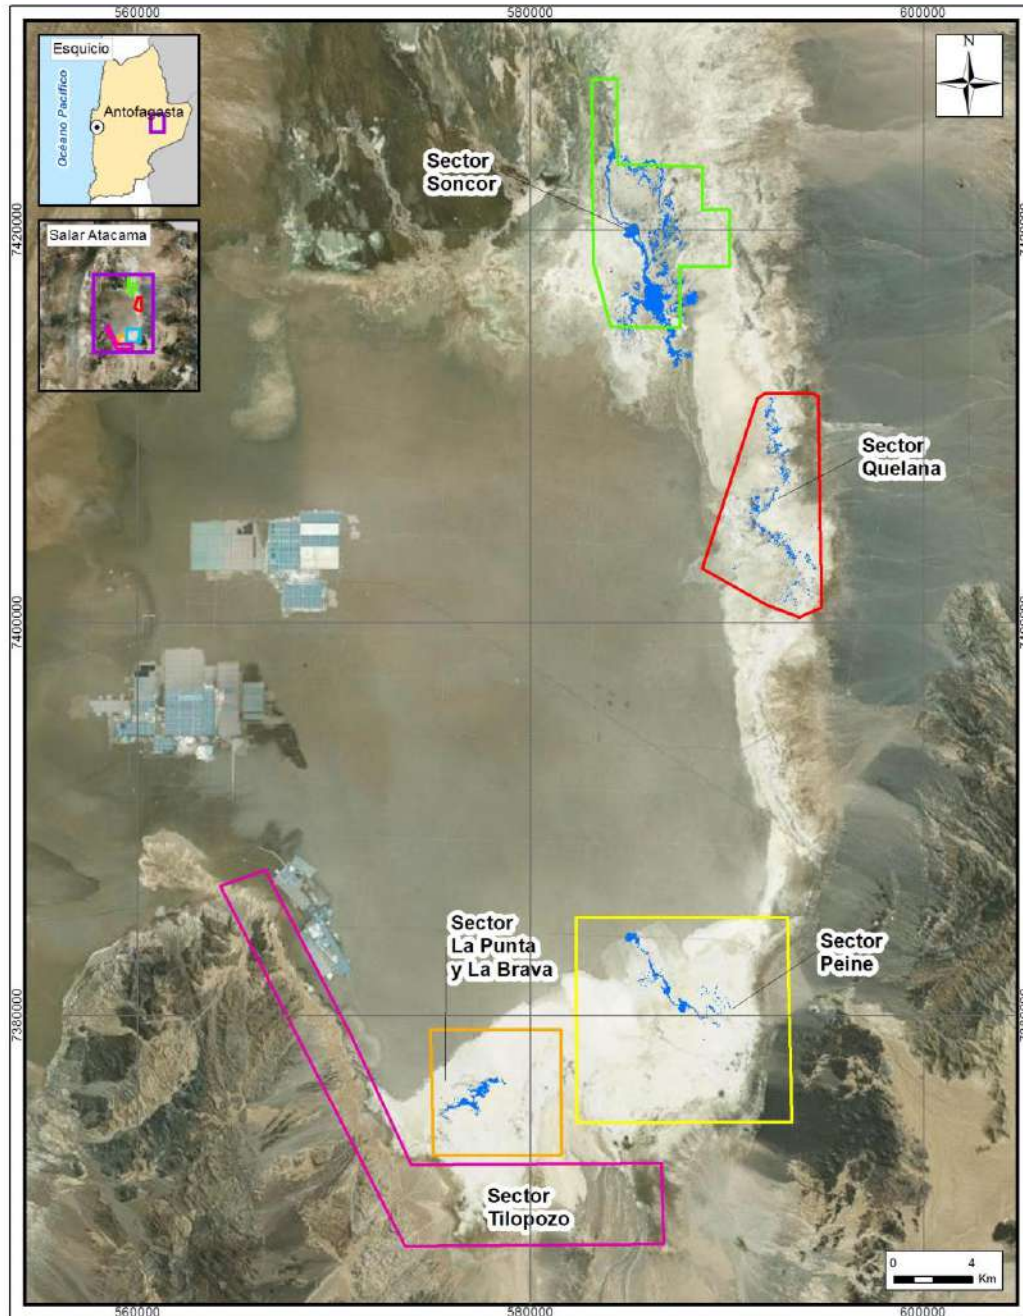 560000
580000
600000
Esquicio
Océano Pacífico
Antofagasta
Salar Atacama
N
7420000
7400000
7380000
Sector
Soncor
Sector
Quelana
Sector
La Punta
y La Brava
Sector
Peine
Sector
Tilopozo
0
4
Km
560000
580000
600000